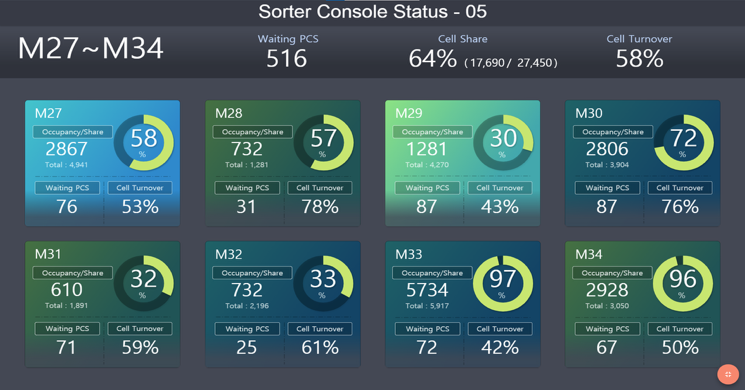 Sorter Console Status - 05
M27~M34
Waiting PCS
516
Cell Share
64% (17,690 / 27,450)
Cell Turnover
58%
M27
Occupancy/Share
2867
Total : 4,941
58
%
Waiting PCS
76
Cell Turnover
53%
M28
Occupancy/Share
732
Total : 1,281
57
%
Waiting PCS
31
Cell Turnover
78%
M29
Occupancy/Share
1281
Total : 4,270
30
%
Waiting PCS
87
Cell Turnover
43%
M30
Occupancy/Share
2806
Total : 3,904
72
%
Waiting PCS
87
Cell Turnover
76%
M31
Occupancy/Share
610
Total : 1,891
32
%
Waiting PCS
71
Cell Turnover
59%
M32
Occupancy/Share
732
Total : 2,196
33
%
Waiting PCS
25
Cell Turnover
61%
M33
Occupancy/Share
5734
Total : 5,917
97
%
Waiting PCS
72
Cell Turnover
42%
M34
Occupancy/Share
2928
Total : 3,050
96
%
Waiting PCS
67
Cell Turnover
50%